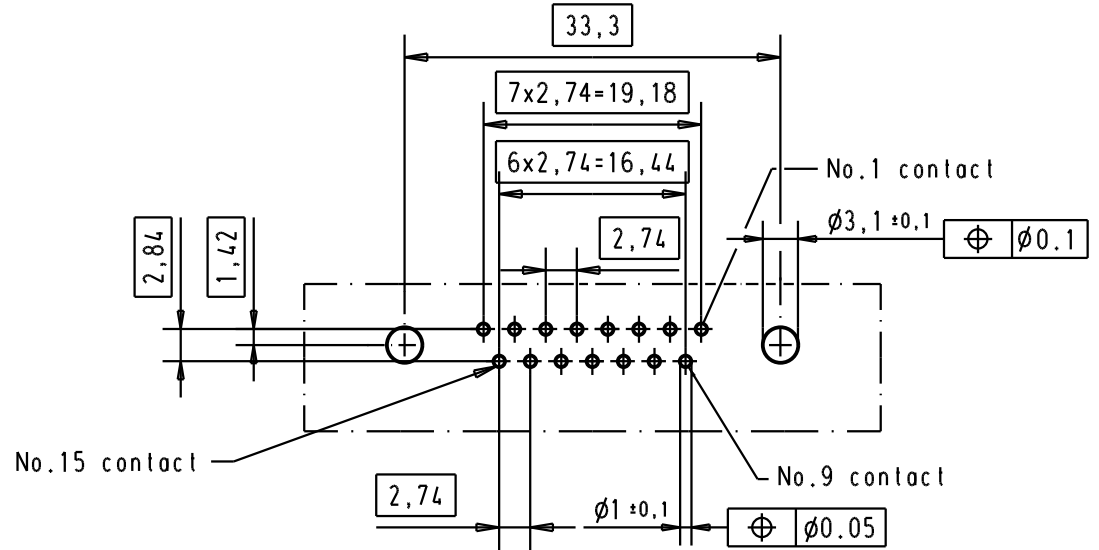 33,3
7x2,74=19,18
6x2,74=16,44
No.1 contact
2,84
1,42
2,74
Ø3,1 ±0,1
⌖ Ø0.1
No.15 contact
No.9 contact
2,74
Ø1 ±0,1
⌖ Ø0.05